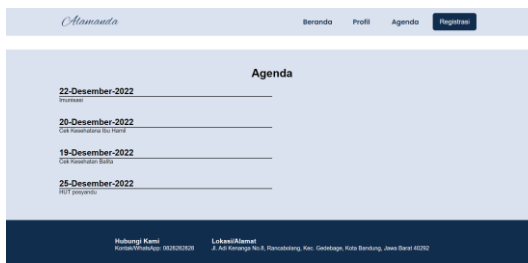 Alamanda
Beranda Profil Agenda Registrasi
Agenda
22-Desember-2022
Imunisasi
20-Desember-2022
Cek Kesehatana Ibu Hamil
19-Desember-2022
Cek Kesehatan Balita
25-Desember-2022
HUT posyandu
Hubungi Kami
Kontak/WhatsApp: 0828282828
Lokasi/Alamat
Jl. Adi Kenanga No.8, Rancabolang, Kec. Gedebage, Kota Bandung, Jawa Barat 40292